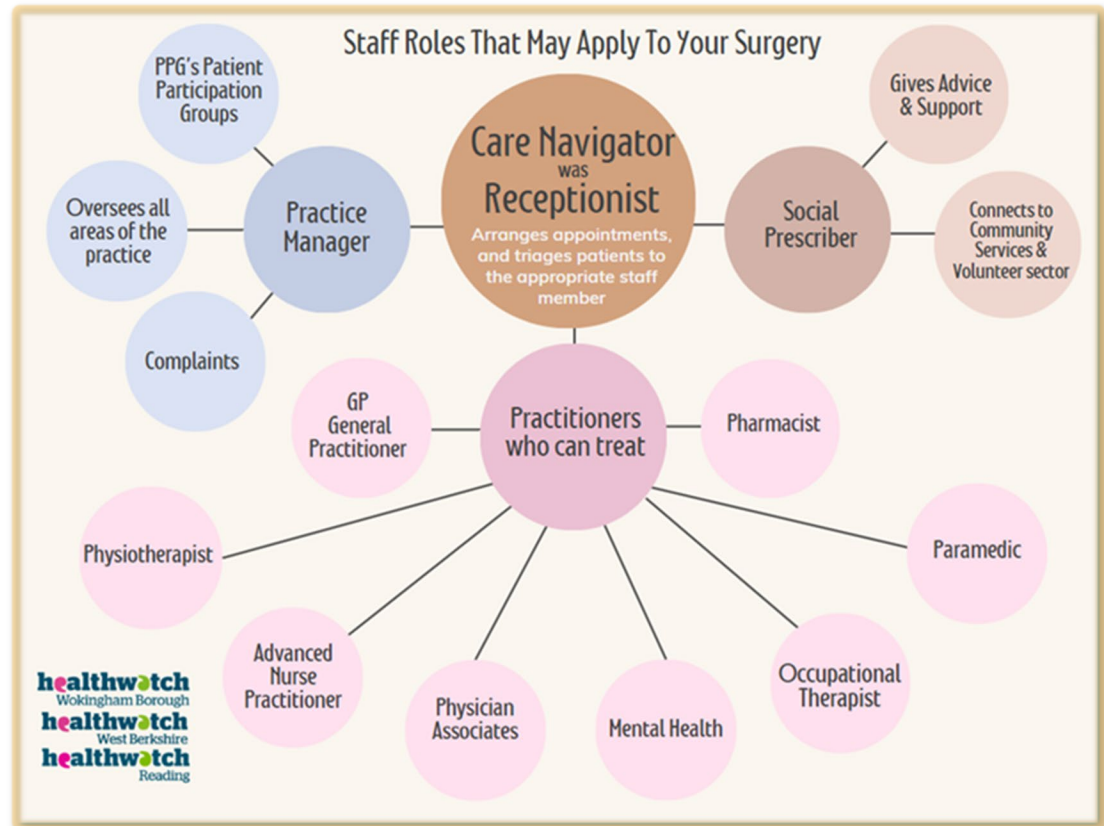 Staff Roles That May Apply To Your Surgery
PPG's Patient
Participation
Groups
Oversees all
areas of the
practice
Complaints
Practice
Manager
Care Navigator
was
Receptionist
Arranges appointments,
and triages patients to
the appropriate staff
member
Social
Prescriber
Gives Advice
& Support
Connects to
Community
Services &
Volunteer sector
Practitioners
who can treat
GP
General
Practitioner
Pharmacist
Physiotherapist
Advanced
Nurse
Practitioner
Physician
Associates
Mental Health
Occupational
Therapist
Paramedic
healthwatch
Wokingham Borough
healthwatch
West Berkshire
healthwatch
Reading